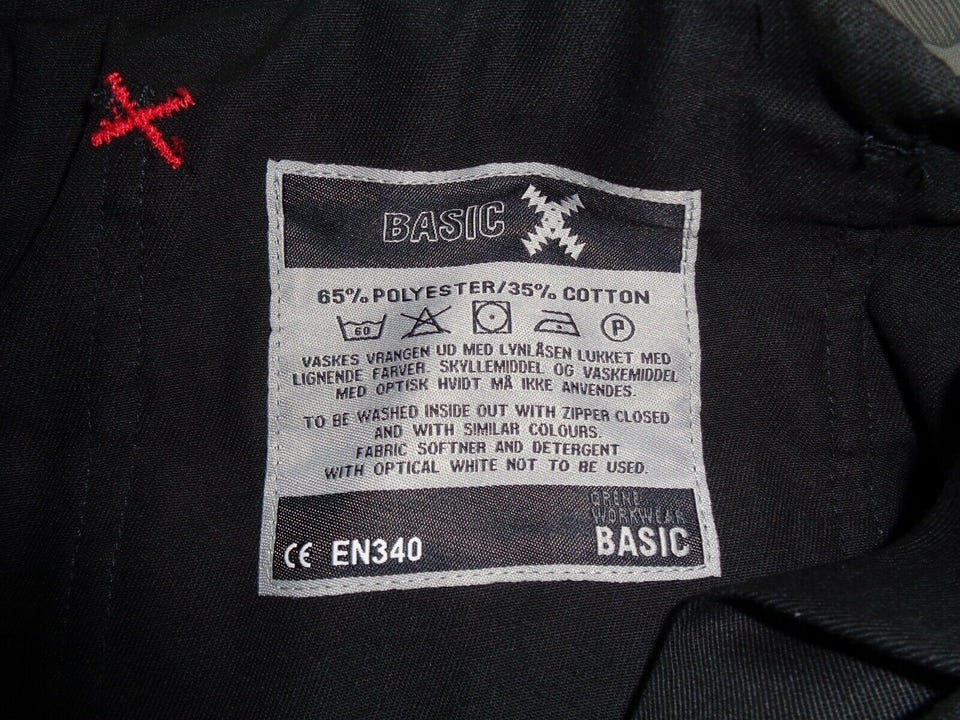 BASIC
65% POLYESTER/35% COTTON
60 P
VASKES VRANGEN UD MED LYNLÅSEN LUKKET MED
LIGNENDE FARVER. SKYLLEMIDDEL OG VASKEMIDDEL
MED OPTISK HVIDT MÅ IKKE ANVENDES.
TO BE WASHED INSIDE OUT WITH ZIPPER CLOSED
AND WITH SIMILAR COLOURS.
FABRIC SOFTNER AND DETERGENT
WITH OPTICAL WHITE NOT TO BE USED.
WORKWEAR
CE EN340 BASIC